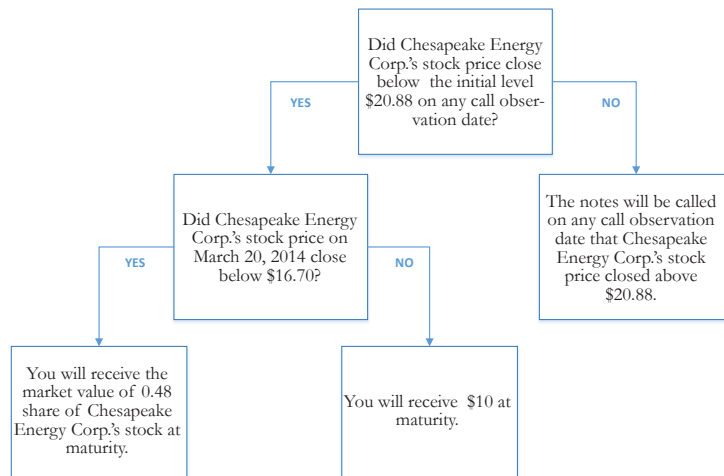 Did Chesapeake Energy
Corp.'s stock price close
below the initial level
$20.88 on any call obser-
vation date?
YES
NO
Did Chesapeake Energy
Corp.'s stock price on
March 20, 2014 close
below $16.70?
The notes will be called
on any call observation
date that Chesapeake
Energy Corp.'s stock
price closed above
$20.88.
YES
NO
You will receive the
market value of 0.48
share of Chesapeake
Energy Corp.'s stock at
maturity.
You will receive $10 at
maturity.